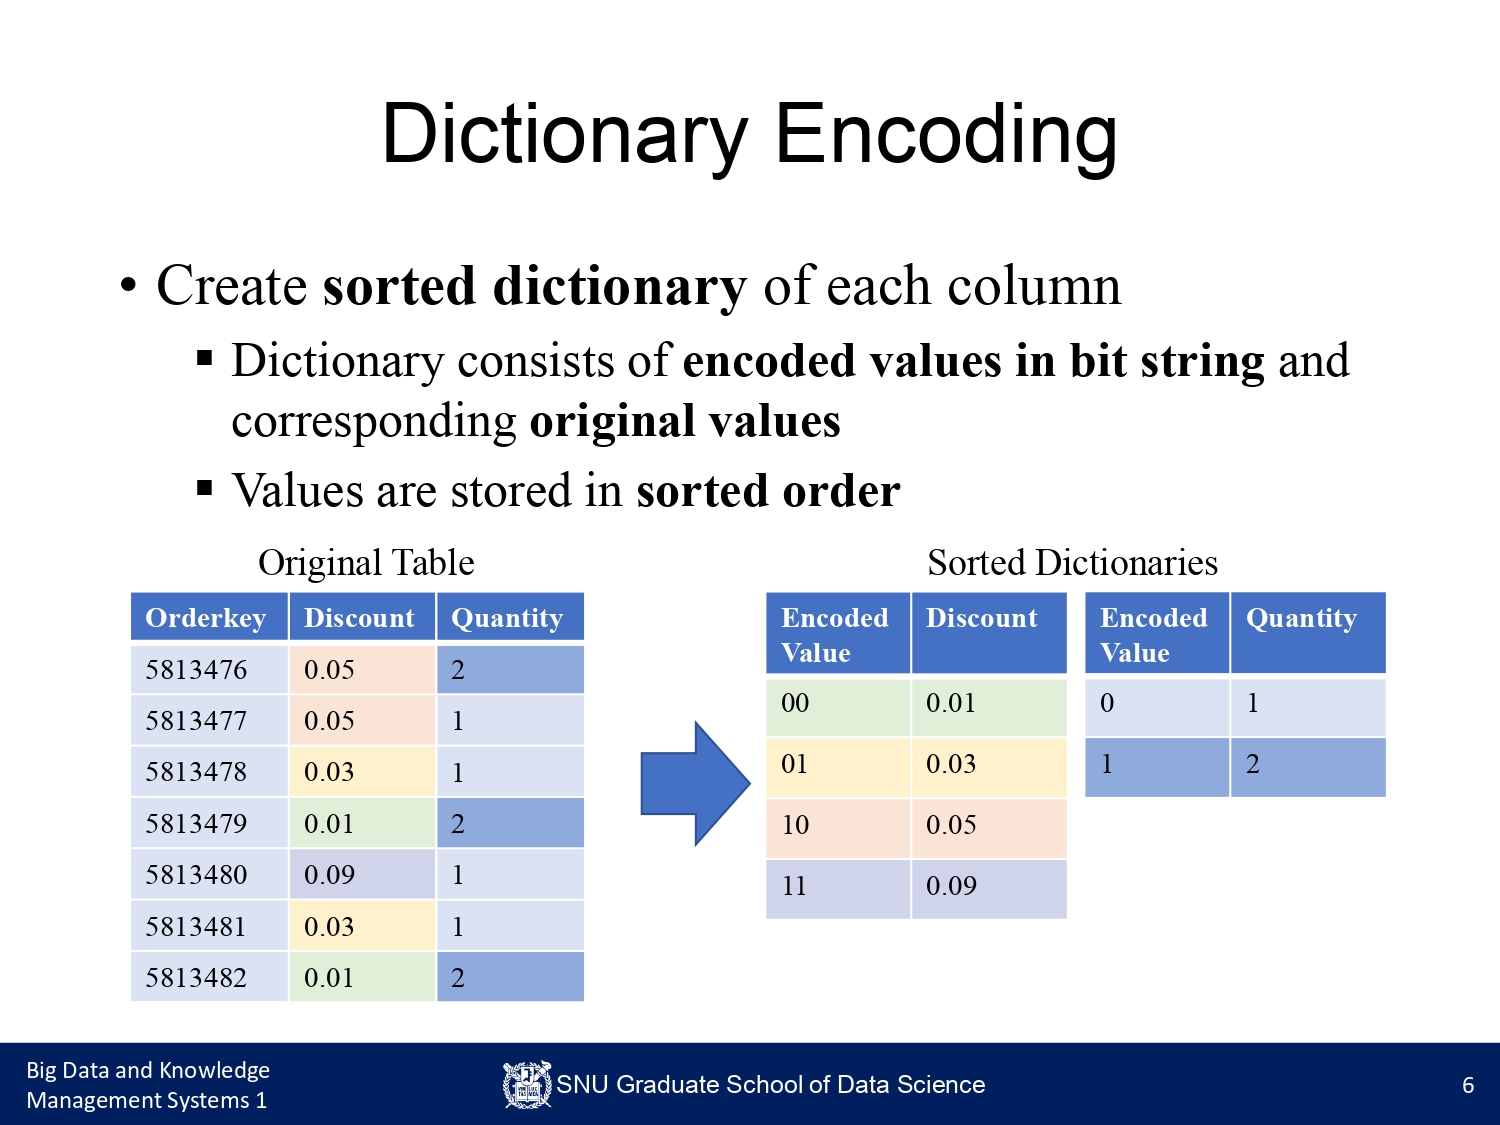 Dictionary Encoding
• Create sorted dictionary of each column
▪ Dictionary consists of encoded values in bit string and
corresponding original values
▪ Values are stored in sorted order
Original Table
Orderkey Discount Quantity
5813476 0.05 2
5813477 0.05 1
5813478 0.03 1
5813479 0.01 2
5813480 0.09 1
5813481 0.03 1
5813482 0.01 2
Sorted Dictionaries
Encoded Discount
Value
00 0.01
01 0.03
10 0.05
11 0.09
Encoded Quantity
Value
0 1
1 2
Big Data and Knowledge
Management Systems 1
SNU Graduate School of Data Science
6